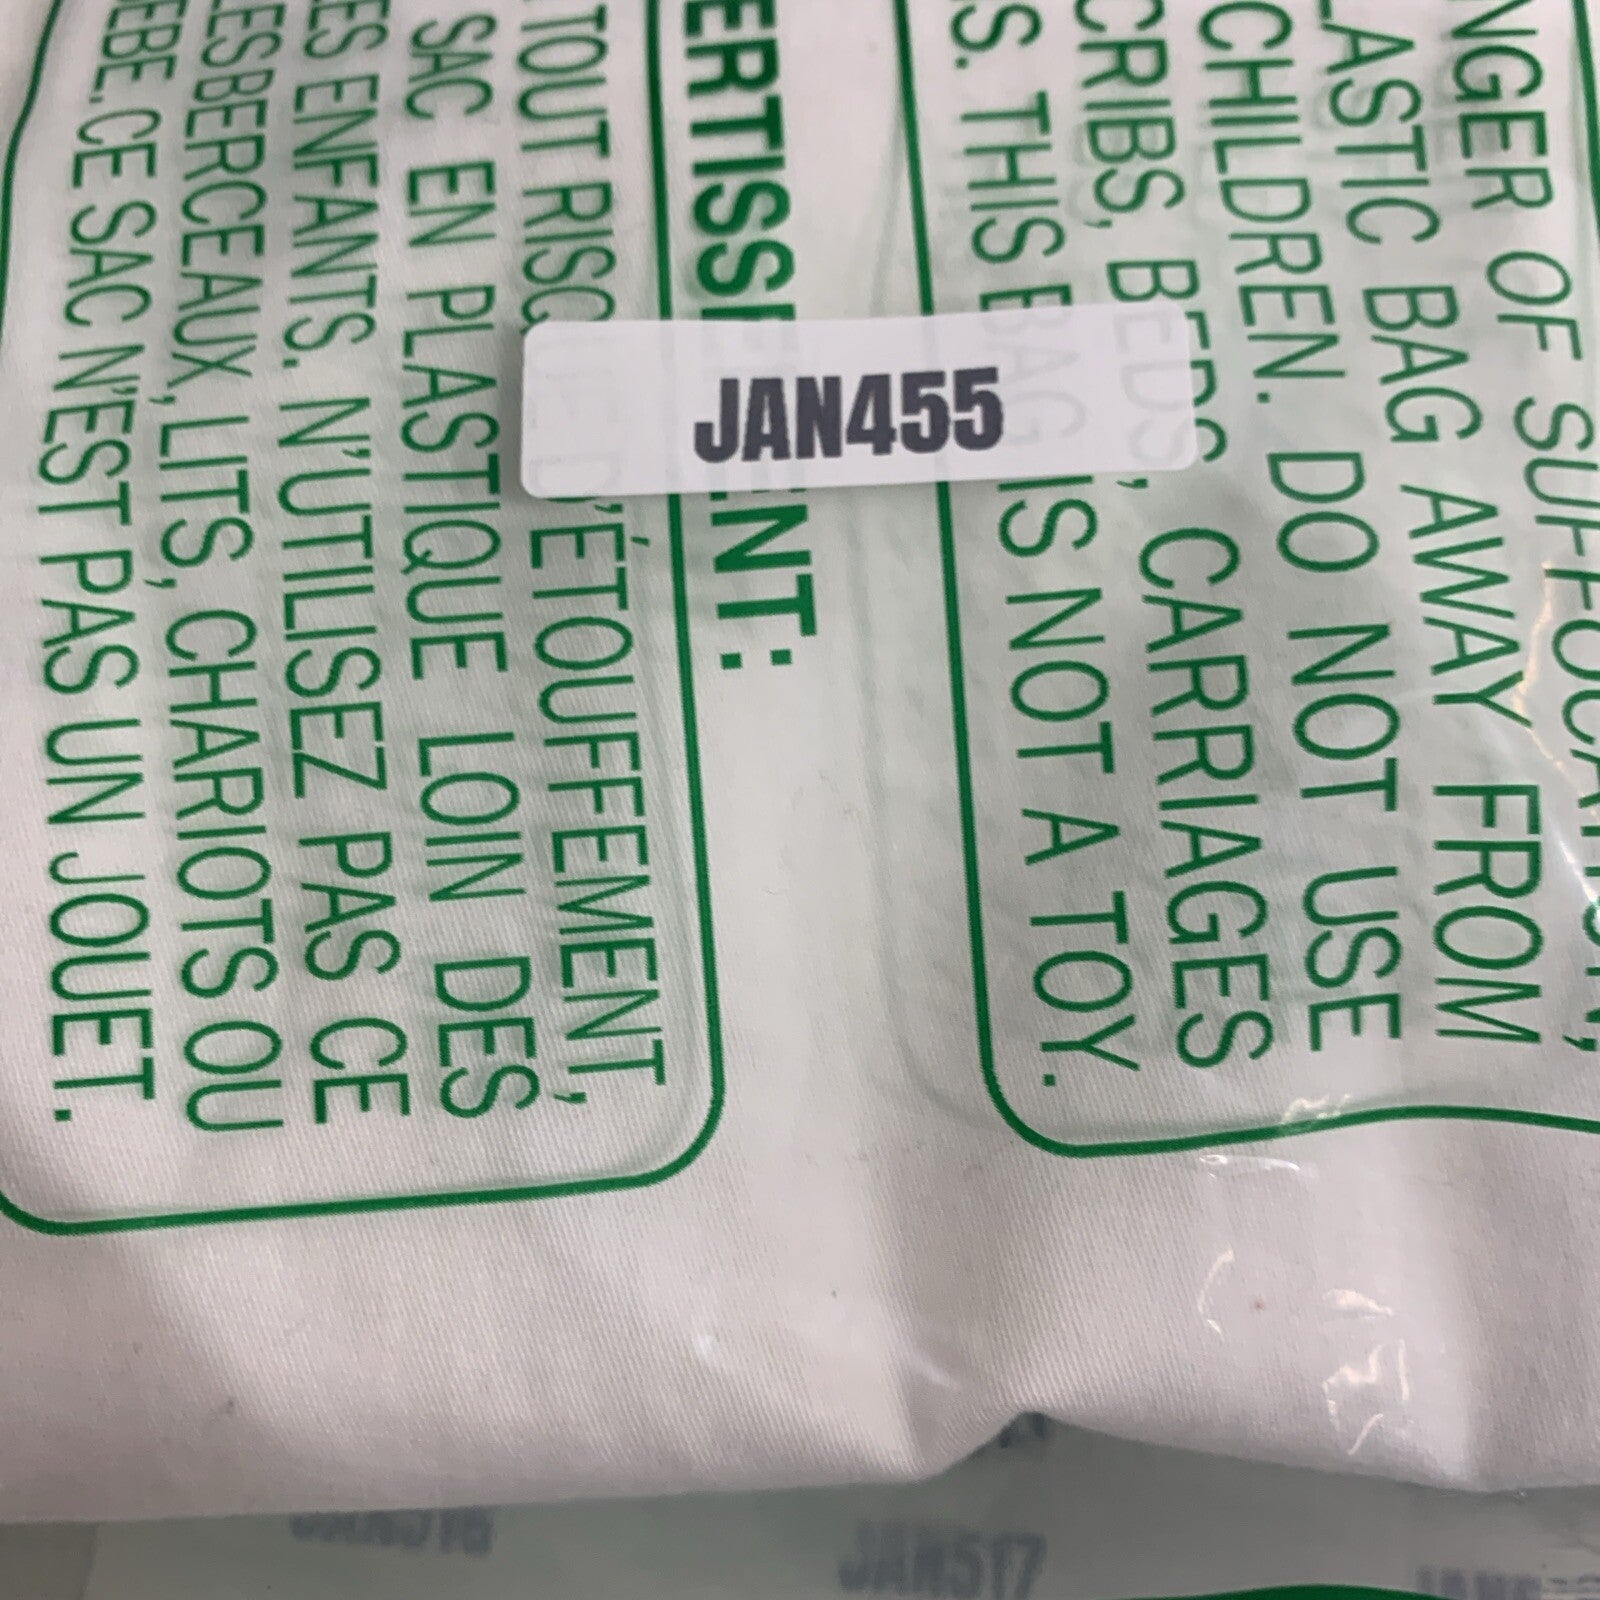 NGER OF SUFFOCATION,
LASTIC BAG AWAY FROM
CHILDREN. DO NOT USE
CRIBS, BEDS, CARRIAGES
S. THIS BAG IS NOT A TOY.
ERTISSEMENT:
TOUT RISQUE D'ÉTOUFFEMENT,
SAC EN PLASTIQUE LOIN DES
ES ENFANTS. N'UTILISEZ PAS CE
LESBERCEAUX, LITS, CHARIOTS OU
EBE. CE SAC N'EST PAS UN JOUET.
JAN455
JAN516
JAN517